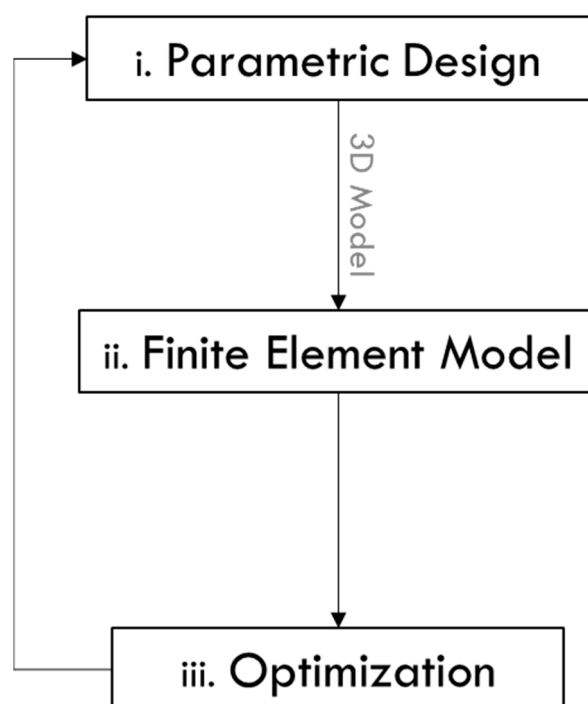 i. Parametric Design
3D Model
ii. Finite Element Model
iii. Optimization